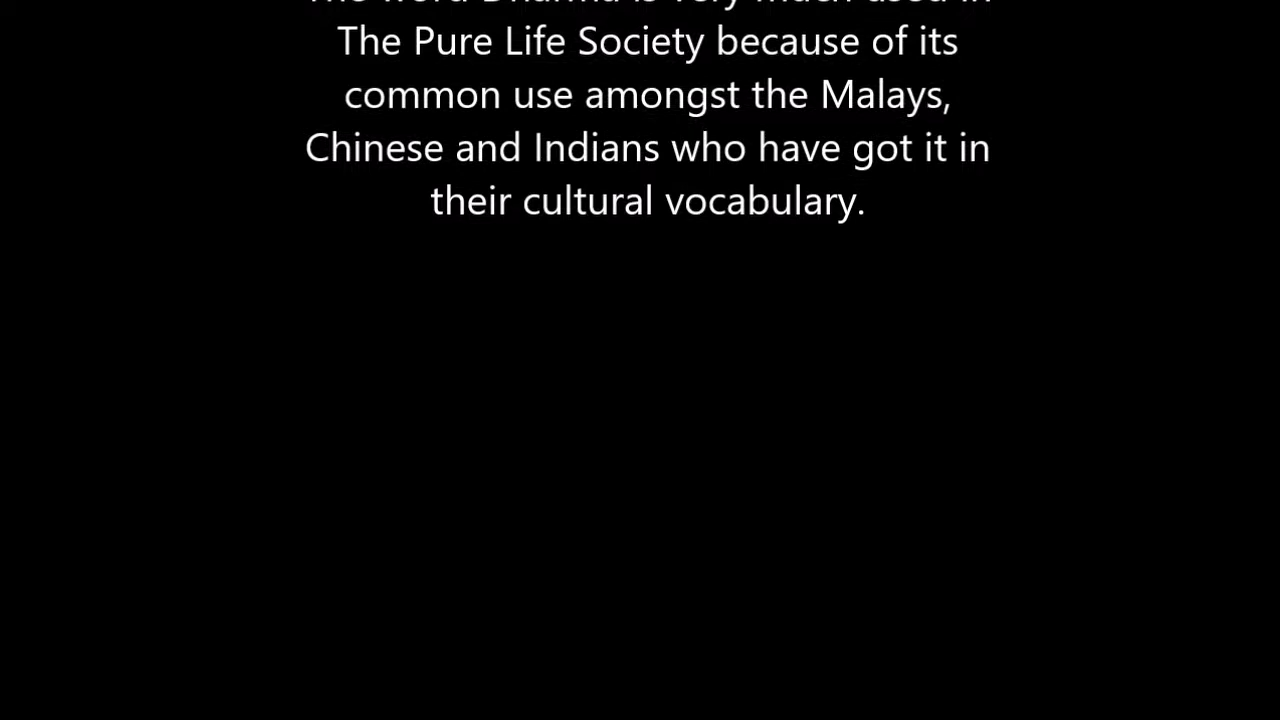 The word Dharma is very much used in
The Pure Life Society because of its
common use amongst the Malays,
Chinese and Indians who have got it in
their cultural vocabulary.